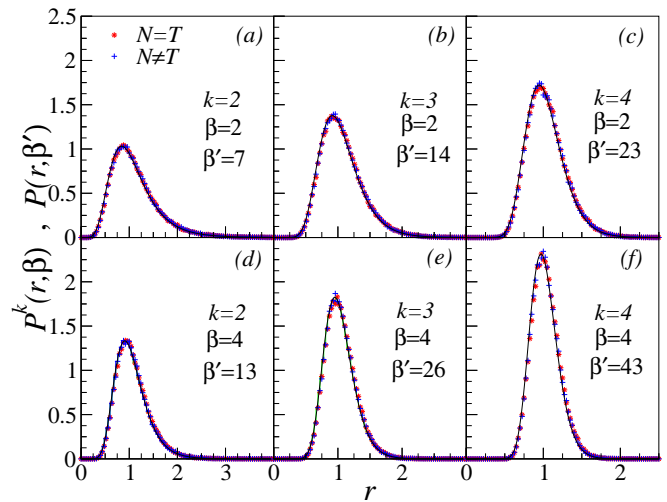 P^k(r,β) , P(r,β′)
2.5
2
1.5
1
0.5
0
N=T
N≠T
(a)
k=2
β=2
β′=7
(b)
k=3
β=2
β′=14
(c)
k=4
β=2
β′=23
2
1.5
1
0.5
0
(d)
k=2
β=4
β′=13
(e)
k=3
β=4
β′=26
(f)
k=4
β=4
β′=43
0 1 2 3 1 2 1 2
r